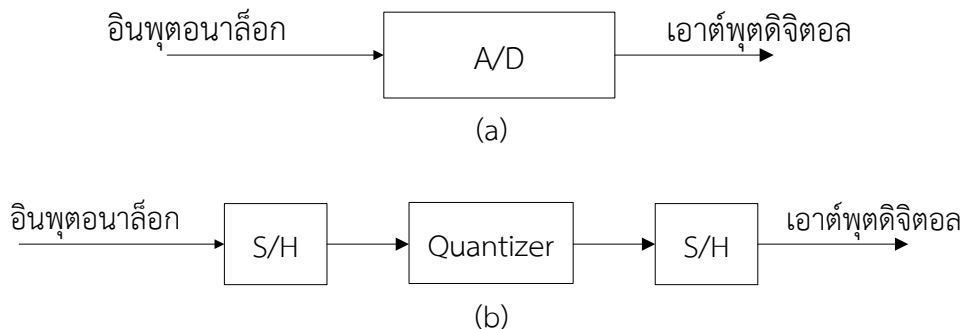 อินพุตอนาล็อก
A/D
เอาต์พุตดิจิตอล
(a)
อินพุตอนาล็อก
S/H
Quantizer
S/H
เอาต์พุตดิจิตอล
(b)